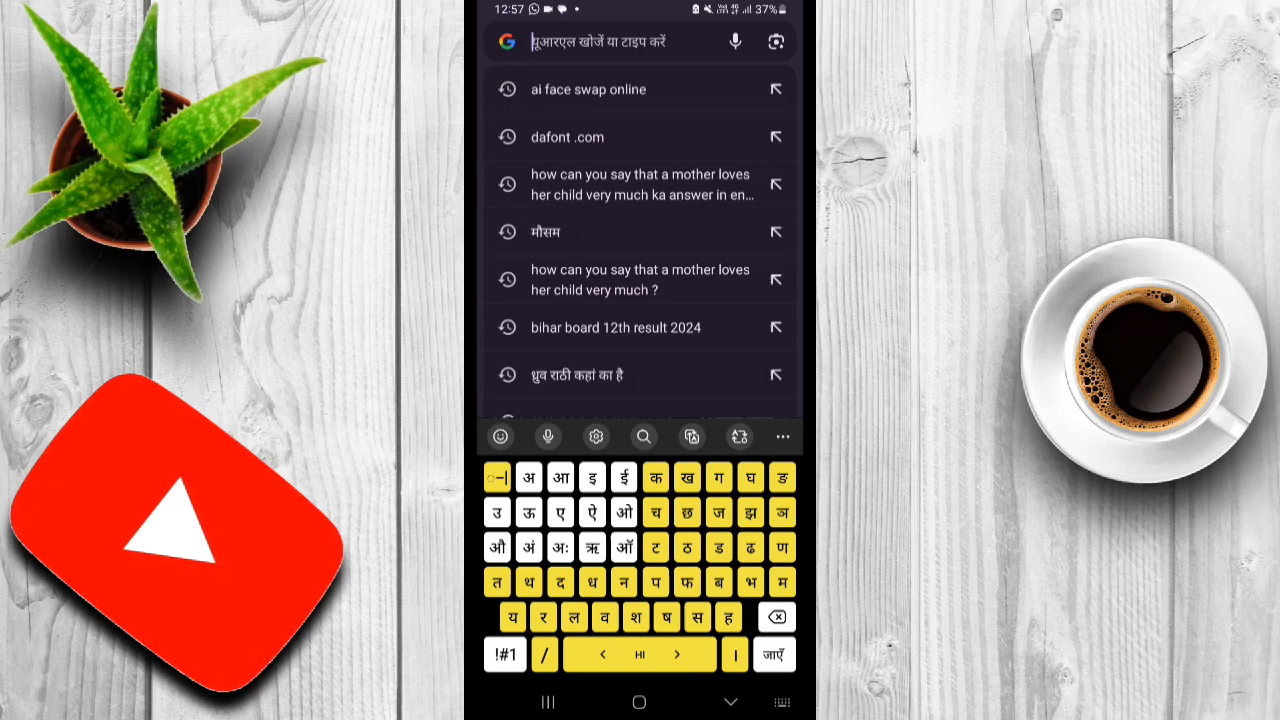 12:57 37%
यूआरएल खोजें या टाइप करें
ai face swap online
dafont .com
how can you say that a mother loves
her child very much ka answer in en...
मौसम
how can you say that a mother loves
her child very much ?
bihar board 12th result 2024
ध्रुव राठी कहां का है
अ आ इ ई क ख ग घ ङ
उ ऊ ए ऐ ओ च छ ज झ ञ
औ अं अः ऋ ऑ ट ठ ड ढ ण
त थ द ध न प फ ब भ म
य र ल व श ष स ह
!#1 / < HI > । जाएँ